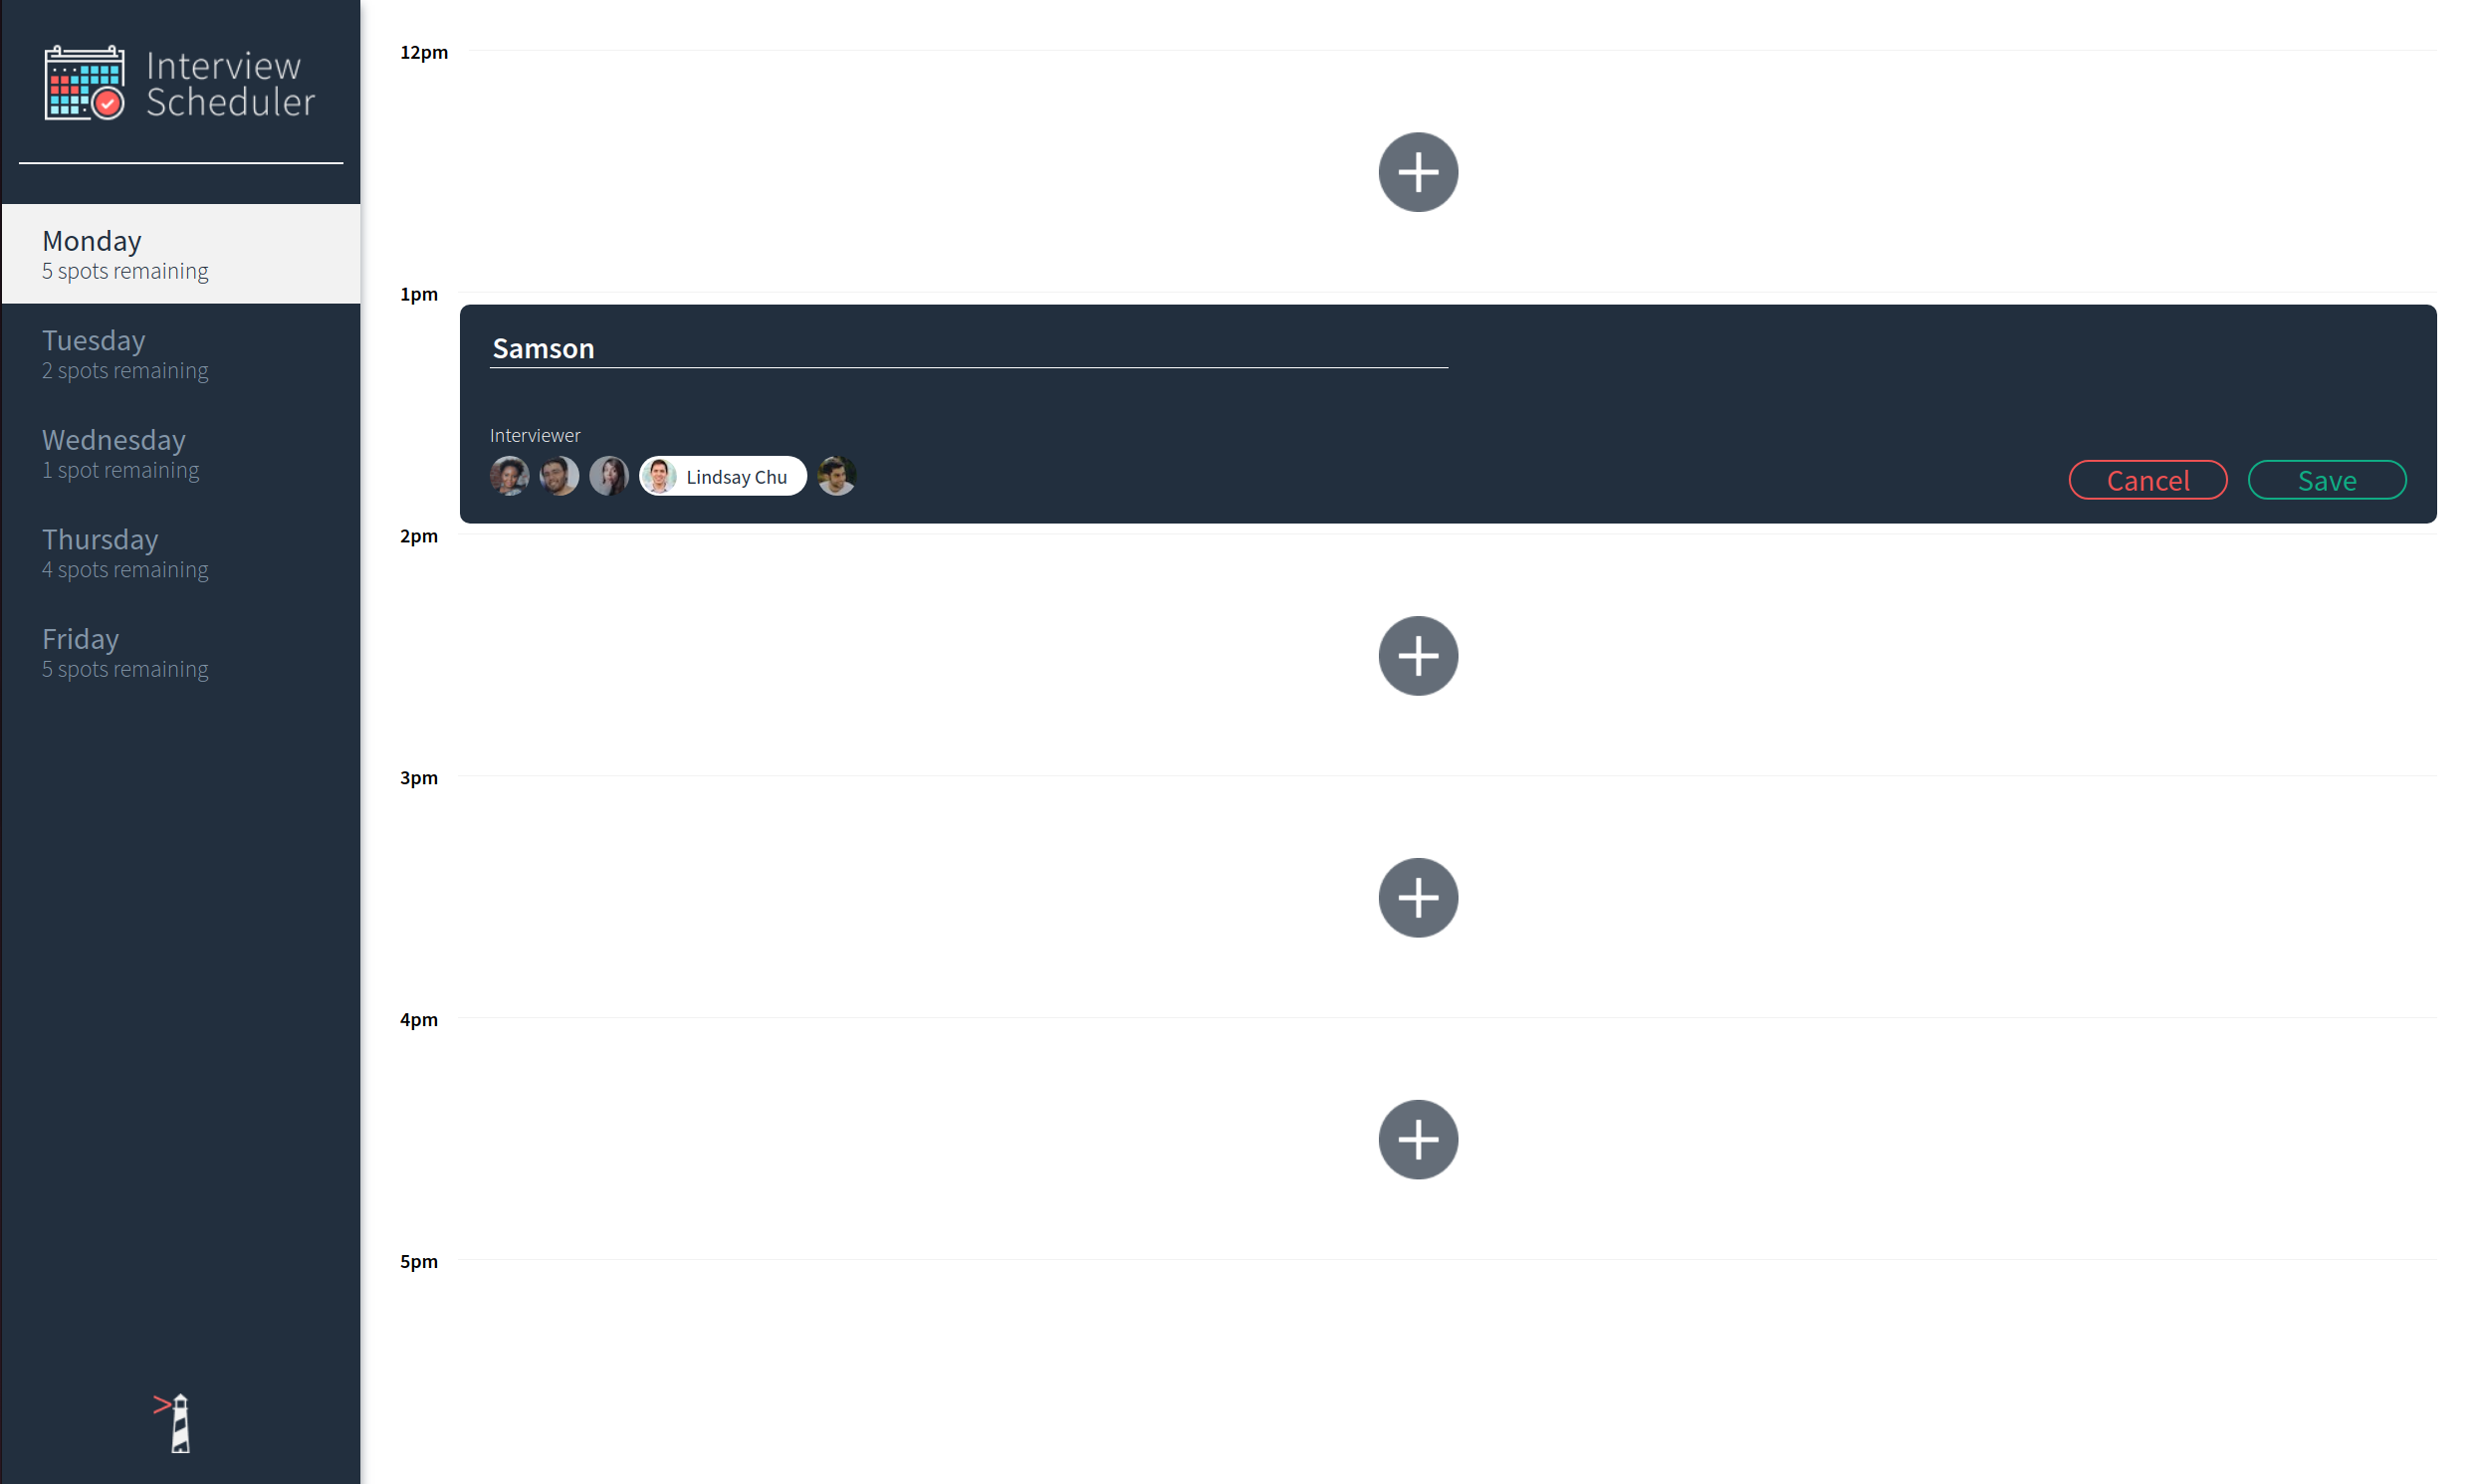 Interview
Scheduler
Monday
5 spots remaining
Tuesday
2 spots remaining
Wednesday
1 spot remaining
Thursday
4 spots remaining
Friday
5 spots remaining
>
12pm
1pm
Samson
Interviewer
Lindsay Chu
Cancel
Save
2pm
3pm
4pm
5pm